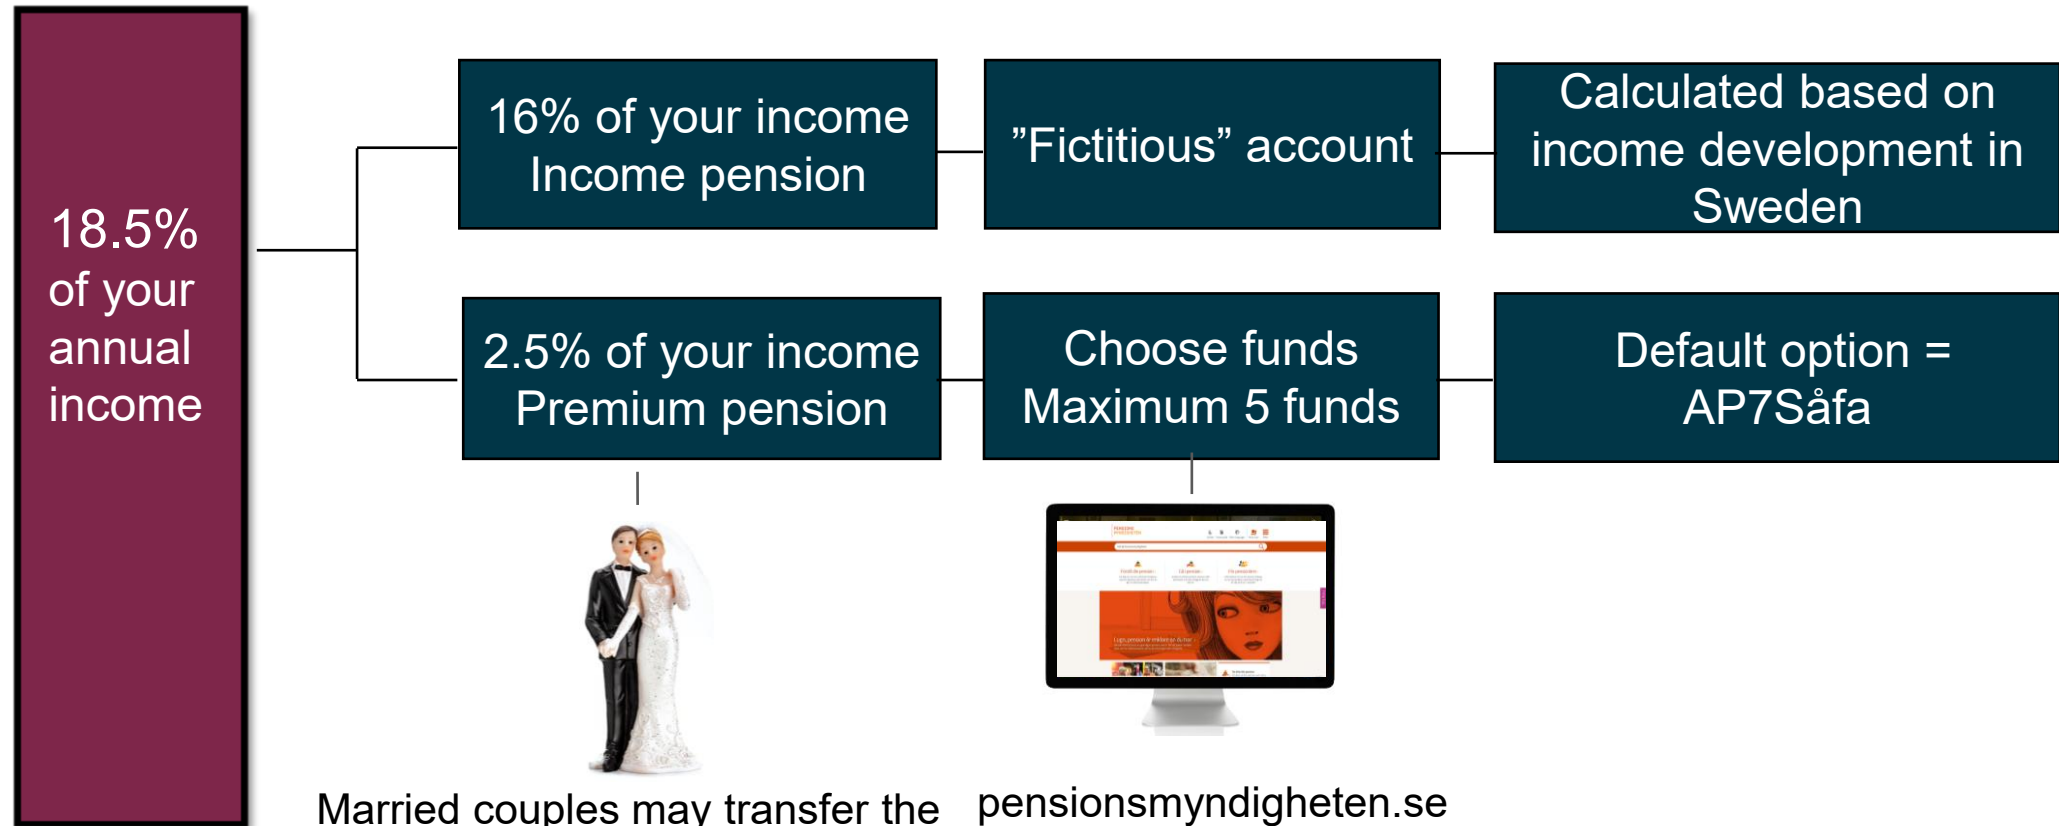 18.5%
of your
annual
income
16% of your income
Income pension
”Fictitious” account
Calculated based on
income development in
Sweden
2.5% of your income
Premium pension
Choose funds
Maximum 5 funds
Default option =
AP7Såfa
Married couples may transfer the
pensionsmyndigheten.se